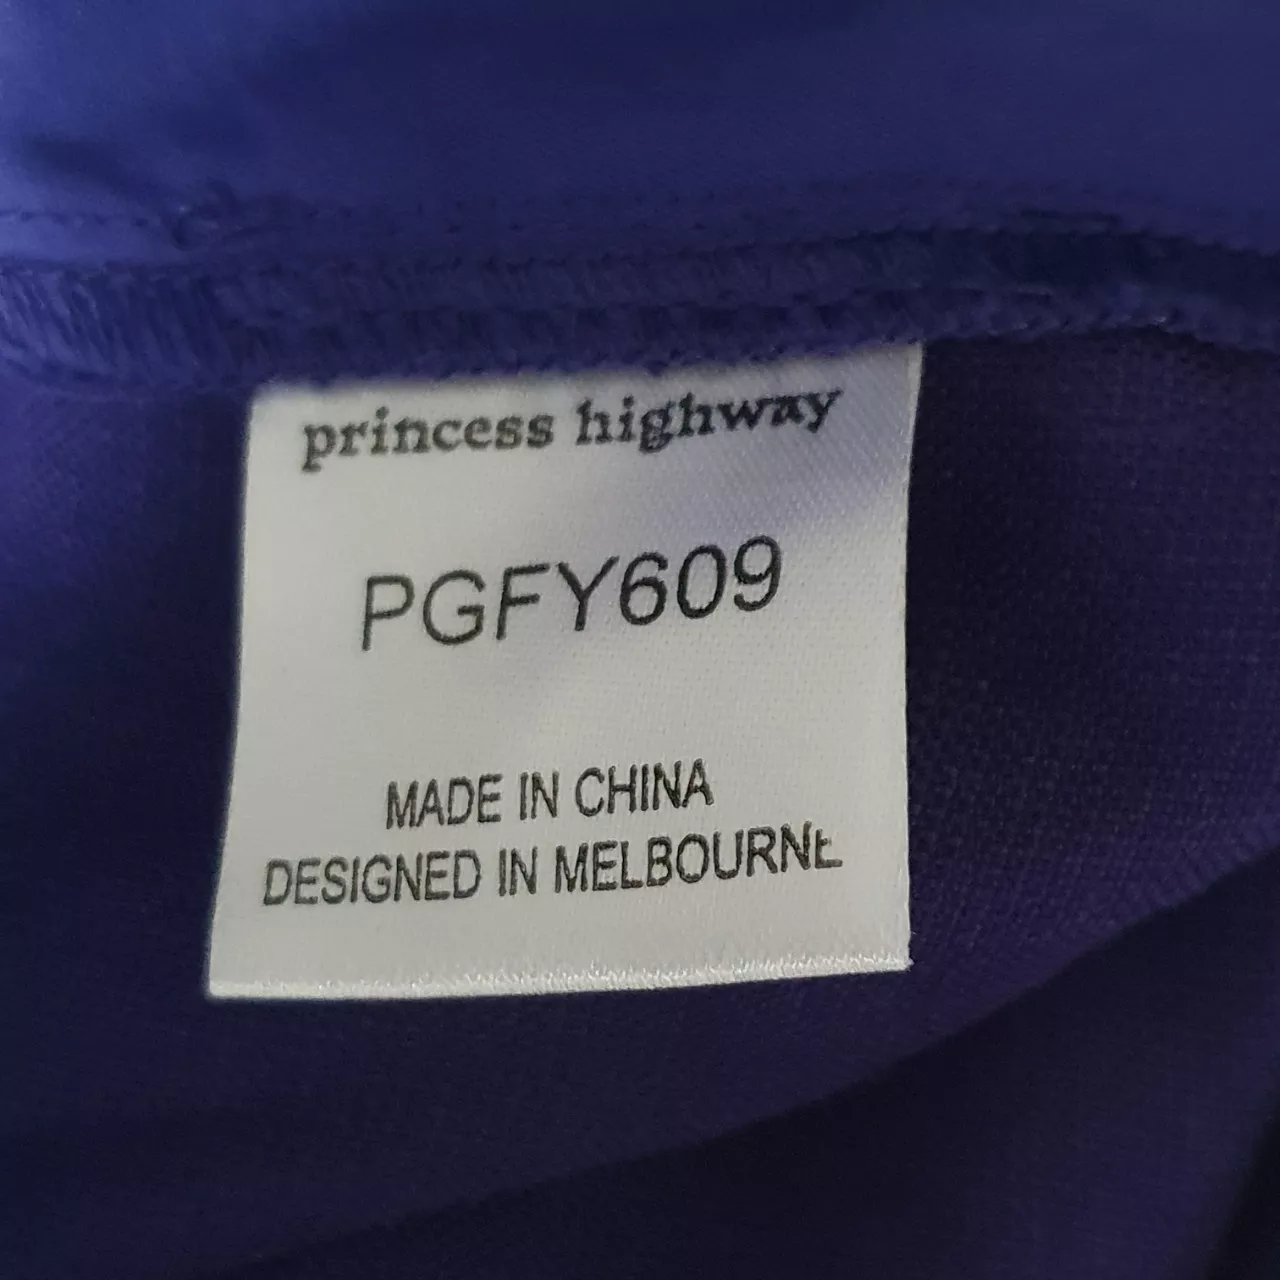 princess highway
PGFY609
MADE IN CHINA
DESIGNED IN MELBOURNE